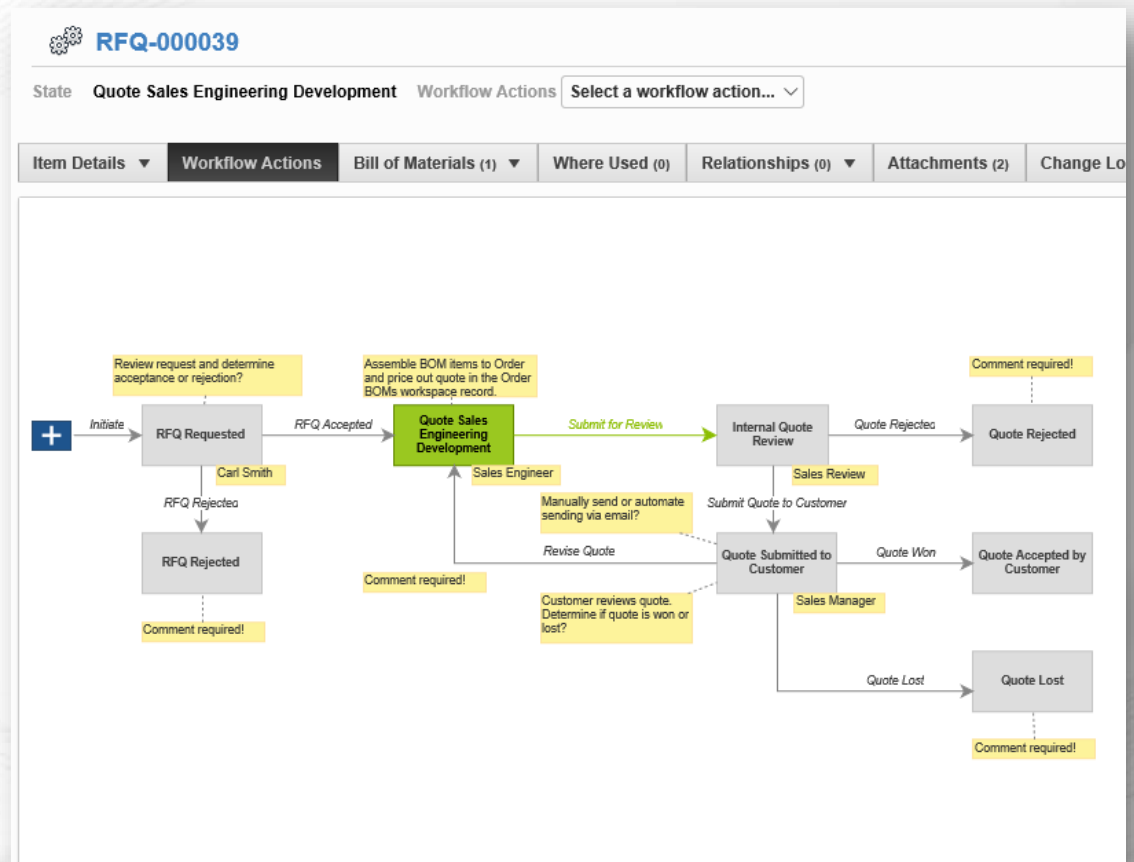 RFQ-000039
State Quote Sales Engineering Development Workflow Actions Select a workflow action...
Item Details Workflow Actions Bill of Materials (1) Where Used (0) Relationships (0) Attachments (2) Change Lo
Review request and determine
acceptance or rejection?
Assemble BOM items to Order
and price out quote in the Order
BOMs workspace record.
Comment required!
Initiate
RFQ Requested
RFQ Accepted
Quote Sales
Engineering
Development
Submit for Review
Internal Quote
Review
Quote Rejected
Quote Rejected
Carl Smith
Sales Engineer
Sales Review
RFQ Rejected
Manually send or automate
sending via email?
Submit Quote to Customer
RFQ Rejected
Revise Quote
Quote Submitted to
Customer
Quote Won
Quote Accepted by
Customer
Comment required!
Customer reviews quote.
Determine if quote is won or
lost?
Sales Manager
Comment required!
Quote Lost
Quote Lost
Comment required!